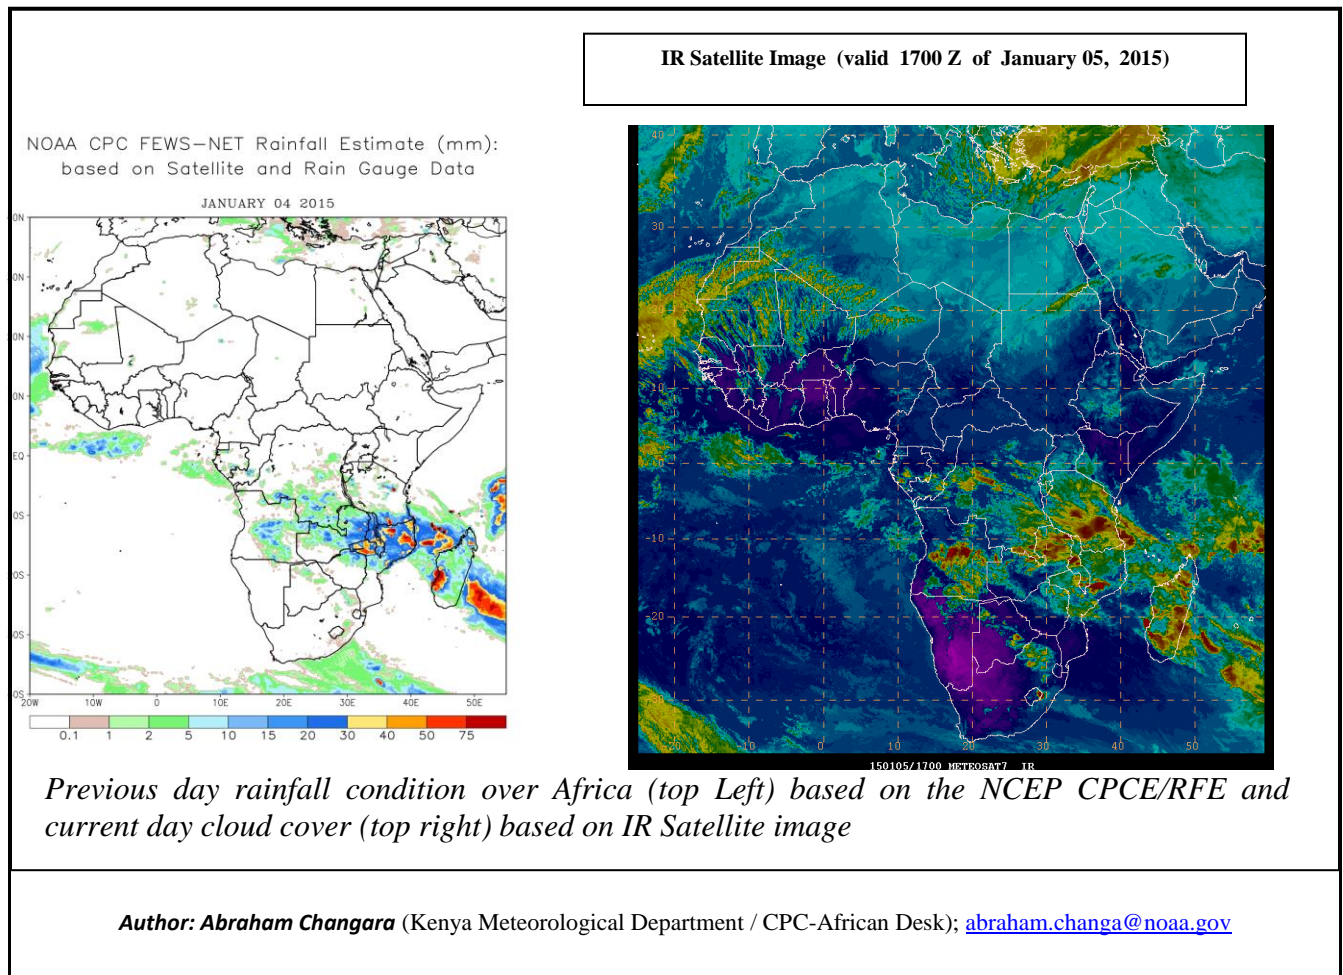 IR Satellite Image (valid 1700 Z of January 05, 2015)
NOAA CPC FEWS-NET Rainfall Estimate (mm):
based on Satellite and Rain Gauge Data
JANUARY 04 2015
EQ
20W 10W 0 10E 20E 30E 40E 50E
0.1 1 2 5 10 15 20 30 40 50 75
40
30
-10
-20
-20 -10 0 10 20 30 40 50
150105/1700 METEOSAT7 IR
Previous day rainfall condition over Africa (top Left) based on the NCEP CPCE/RFE and
current day cloud cover (top right) based on IR Satellite image
Author: Abraham Changara (Kenya Meteorological Department / CPC-African Desk); abraham.changa@noaa.gov